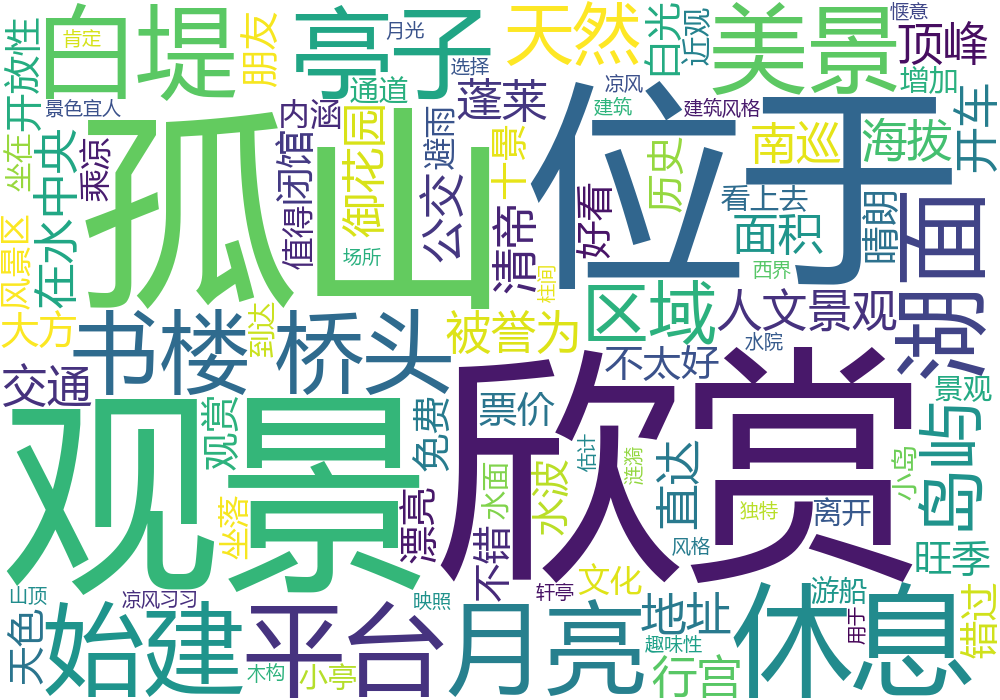 白堤
肯定
开放性
朋友
亭子
月光
选择
通道
天然
凉风
白光
近观
美景
惬意
顶峰
增加
景色宜人
内涵
蓬莱
建筑
建筑风格
孤山
位于
南巡
海拔
开车
坐在
中央
乘凉
值得
闭馆
御花园
避雨
十景
历史
看上去
好看
公交
清帝
面积
晴朗
湖面
风景区
在水
场所
柱间
西界
区域
人文景观
大方
书楼
到达
桥头
被誉为
不太好
水院
交通
观赏
免费
票价
欣赏
景观
岛屿
观景
水面
水波
估计
涟漪
直达
小岛
独特
离开
坐落
漂亮
不错
风格
旺季
山顶
凉风习习
映照
轩亭
文化
游船
天色
始建
平台
月亮
地址
休息
用于
错过
木构
小亭
趣味性
行宫